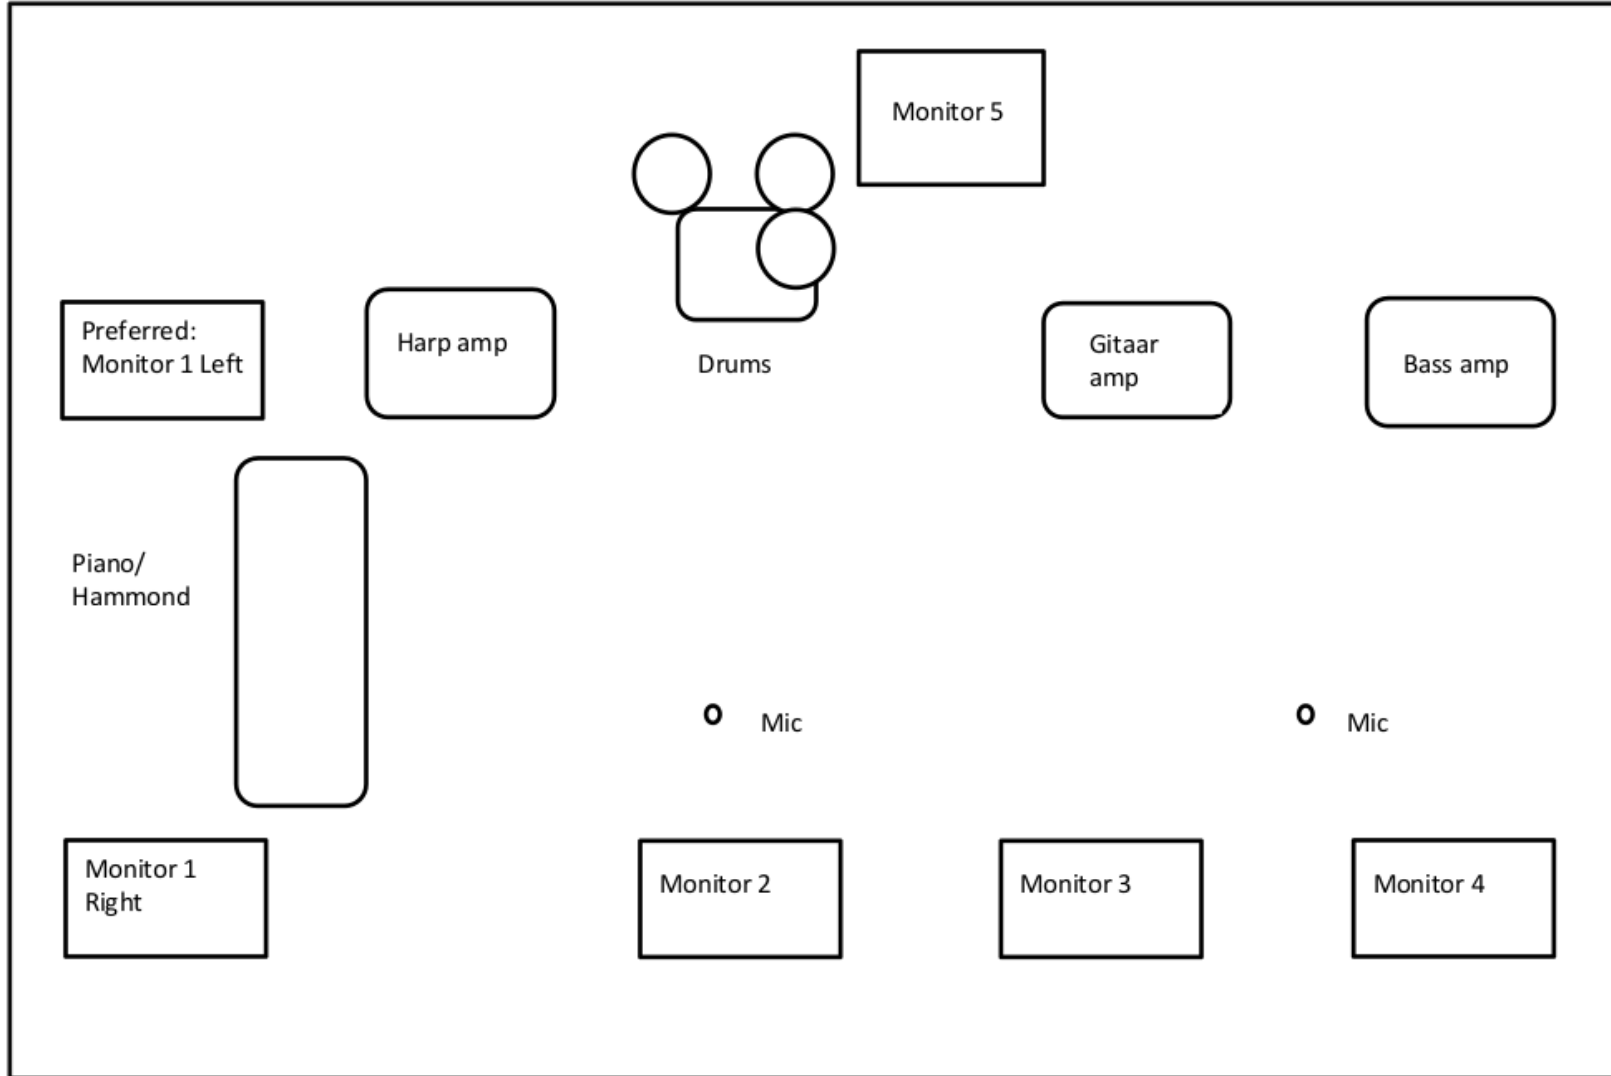 Monitor 5
Preferred:
Monitor 1 Left
Harp amp
Drums
Gitaar
amp
Bass amp
Piano/
Hammond
Mic
Mic
Monitor 1
Right
Monitor 2
Monitor 3
Monitor 4